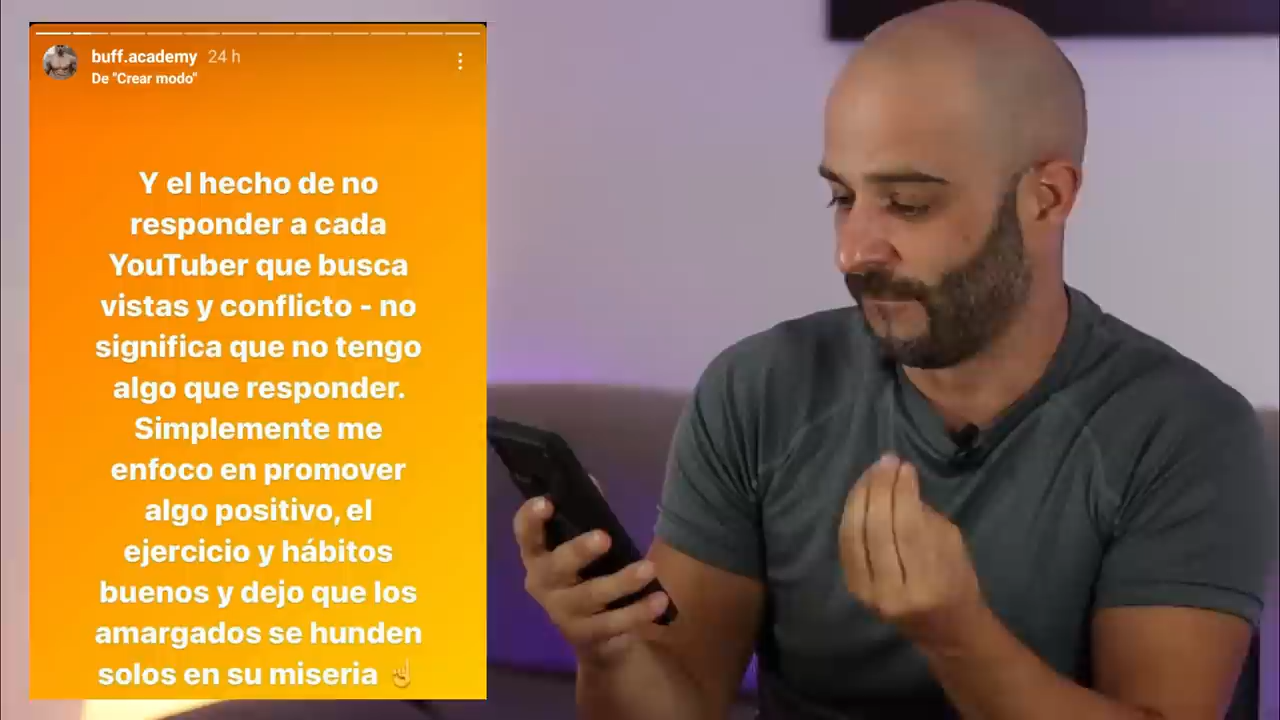 buff.academy 24 h
De "Crear modo"
Y el hecho de no
responder a cada
YouTuber que busca
vistas y conflicto - no
significa que no tengo
algo que responder.
Simplemente me
enfoco en promover
algo positivo, el
ejercicio y hábitos
buenos y dejo que los
amargados se hunden
solos en su miseria ☝